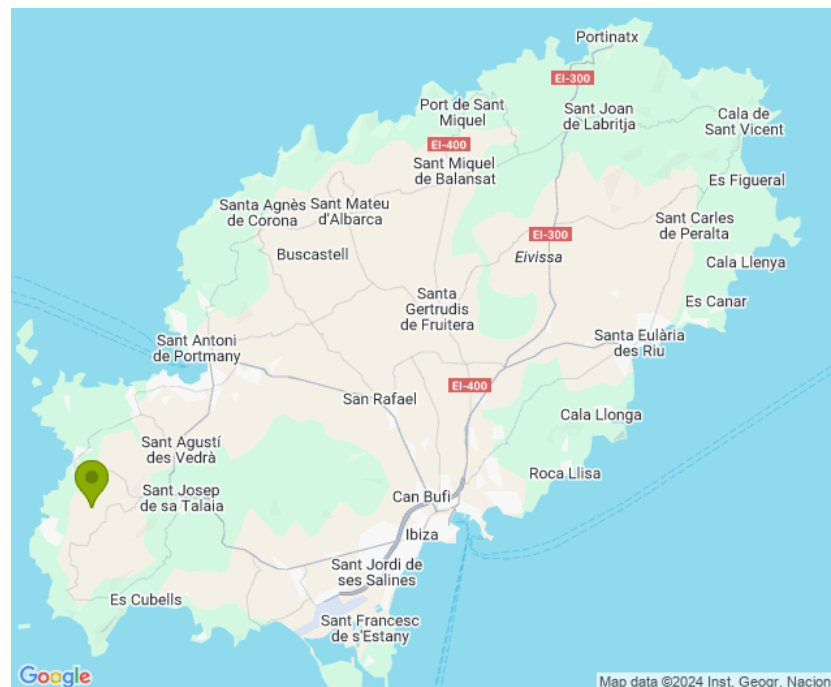 Portinatx
EI-300
Port de Sant
Miquel
Sant Joan
de Labritja
Cala de
Sant Vicent
EI-400
Sant Miquel
de Balansat
Es Figueral
Santa Agnès
de Corona
Sant Mateu
d'Albarca
Sant Carles
de Peralta
EI-300
Buscastell
Eivissa
Cala Llenya
Santa
Gertrudis
de Fruitera
Es Canar
Sant Antoni
de Portmany
Santa Eulària
des Riu
EI-400
San Rafael
Cala Llonga
Sant Agustí
des Vedrà
Roca Llisa
Sant Josep
de sa Talaia
Can Bufí
Ibiza
Sant Jordi de
ses Salines
Es Cubells
Sant Francesc
de s'Estany
Google
Map data ©2024 Inst. Geogr. Nacion